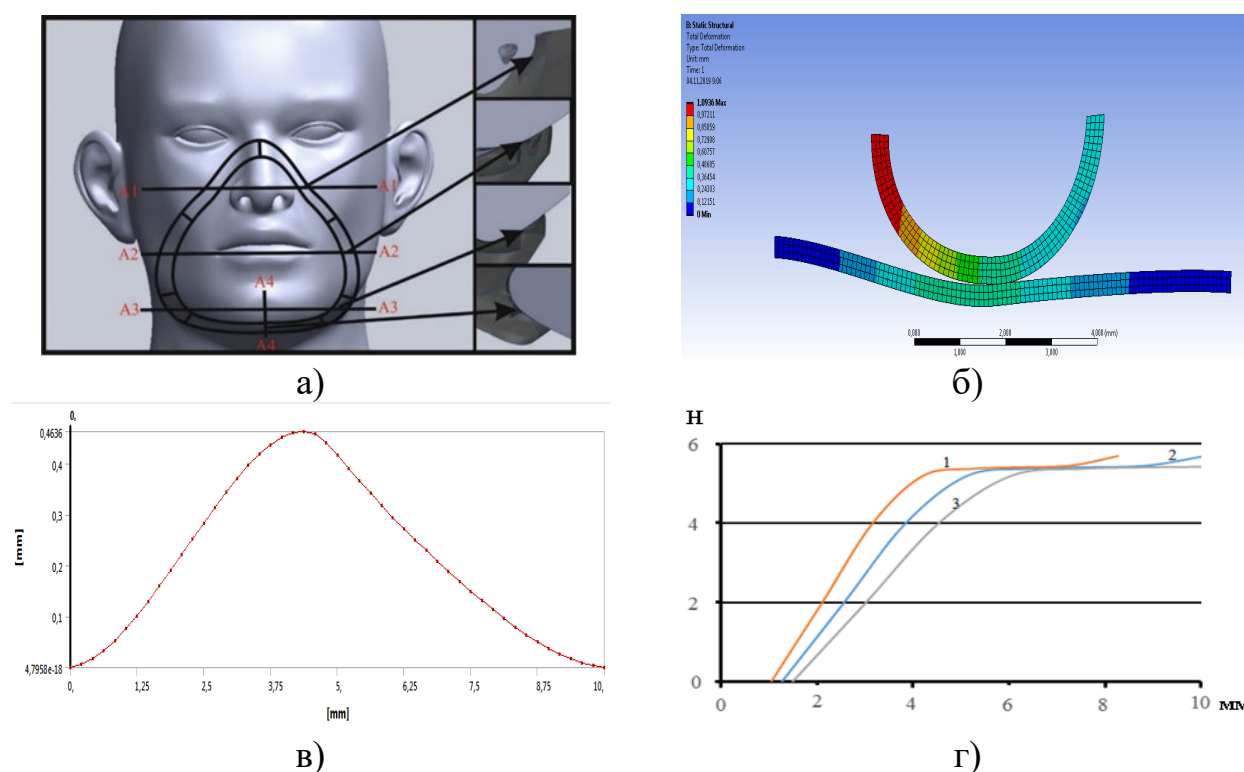 A1 A1
A2 A2
A4
A3 A3
A4
а)
B: Static Structural
Total Deformation
Type: Total Deformation
Unit: mm
Time: 1
04.11.2019 9:06
1,0936 Max
0,97211
0,85059
0,72908
0,60757
0,48605
0,36454
0,24303
0,12151
0 Min
0,000 2,000 4,000 (mm)
1,000 3,000
б)
0,
0,4636
0,4
0,3
0,2
0,1
4,7958e-18
[mm]
0, 1,25 2,5 3,75 5, 6,25 7,5 8,75 10,
[mm]
в)
Н
6
4
2
0
1 2
3
0 2 4 6 8 10 мм
г)